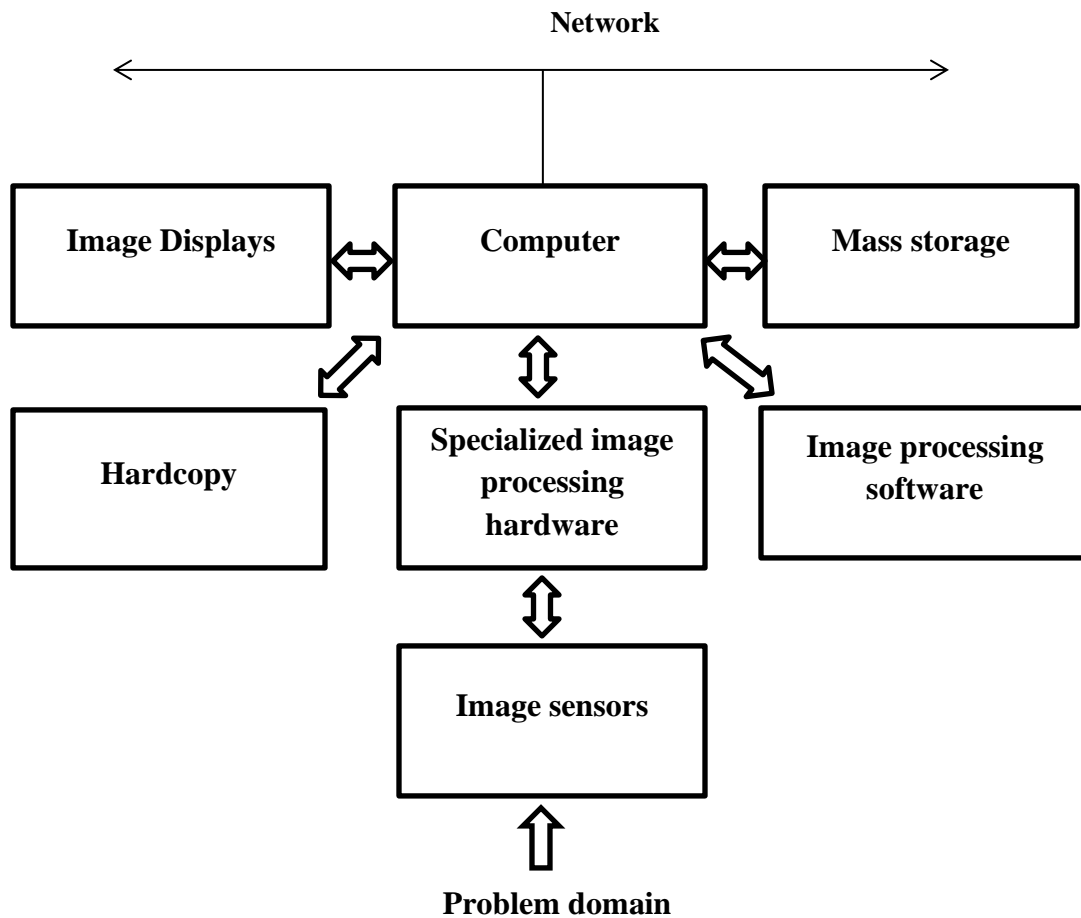 Network
Image Displays
Computer
Mass storage
Hardcopy
Specialized image
processing
hardware
Image processing
software
Image sensors
Problem domain